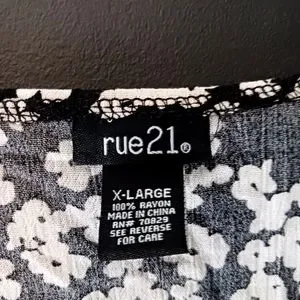 rue21®
X-LARGE
100% RAYON
MADE IN CHINA
RN# 70829
SEE REVERSE
FOR CARE